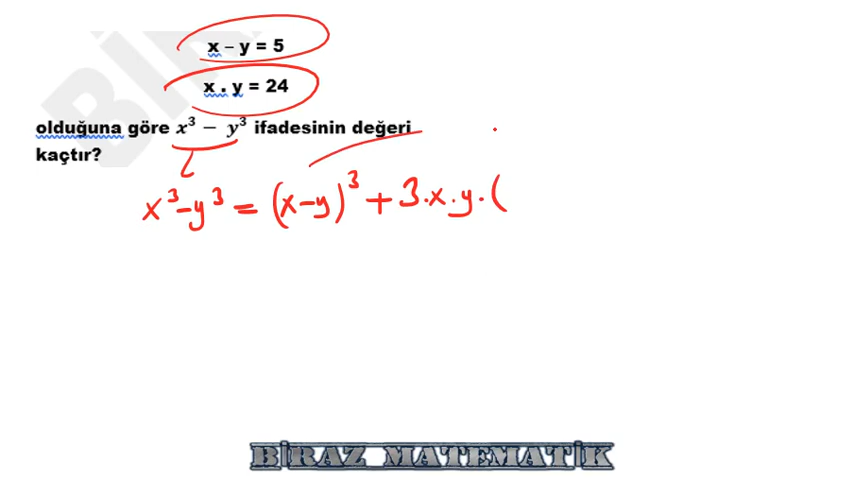 x – y = 5
x . y = 24
olduğuna göre x³ − y³ ifadesinin değeri
kaçtır?
x³-y³ = (x-y)³ + 3.x.y.(
BİRAZ MATEMATİK